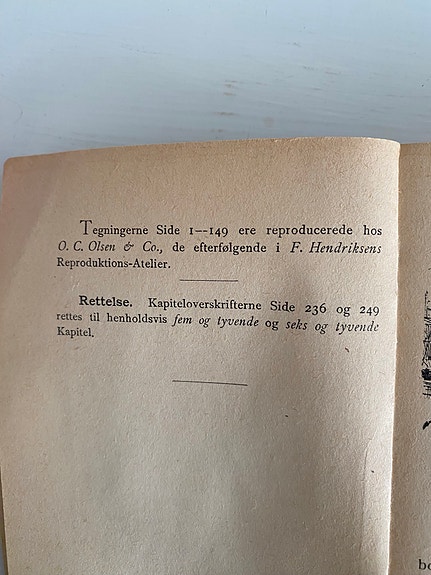 Tegningerne Side 1—149 ere reproducerede hos
O. C. Olsen & Co., de efterfølgende i F. Hendriksens
Reproduktions-Atelier.
Rettelse. Kapiteloverskrifterne Side 236 og 249
rettes til henholdsvis fem og tyvende og seks og tyvende
Kapitel.